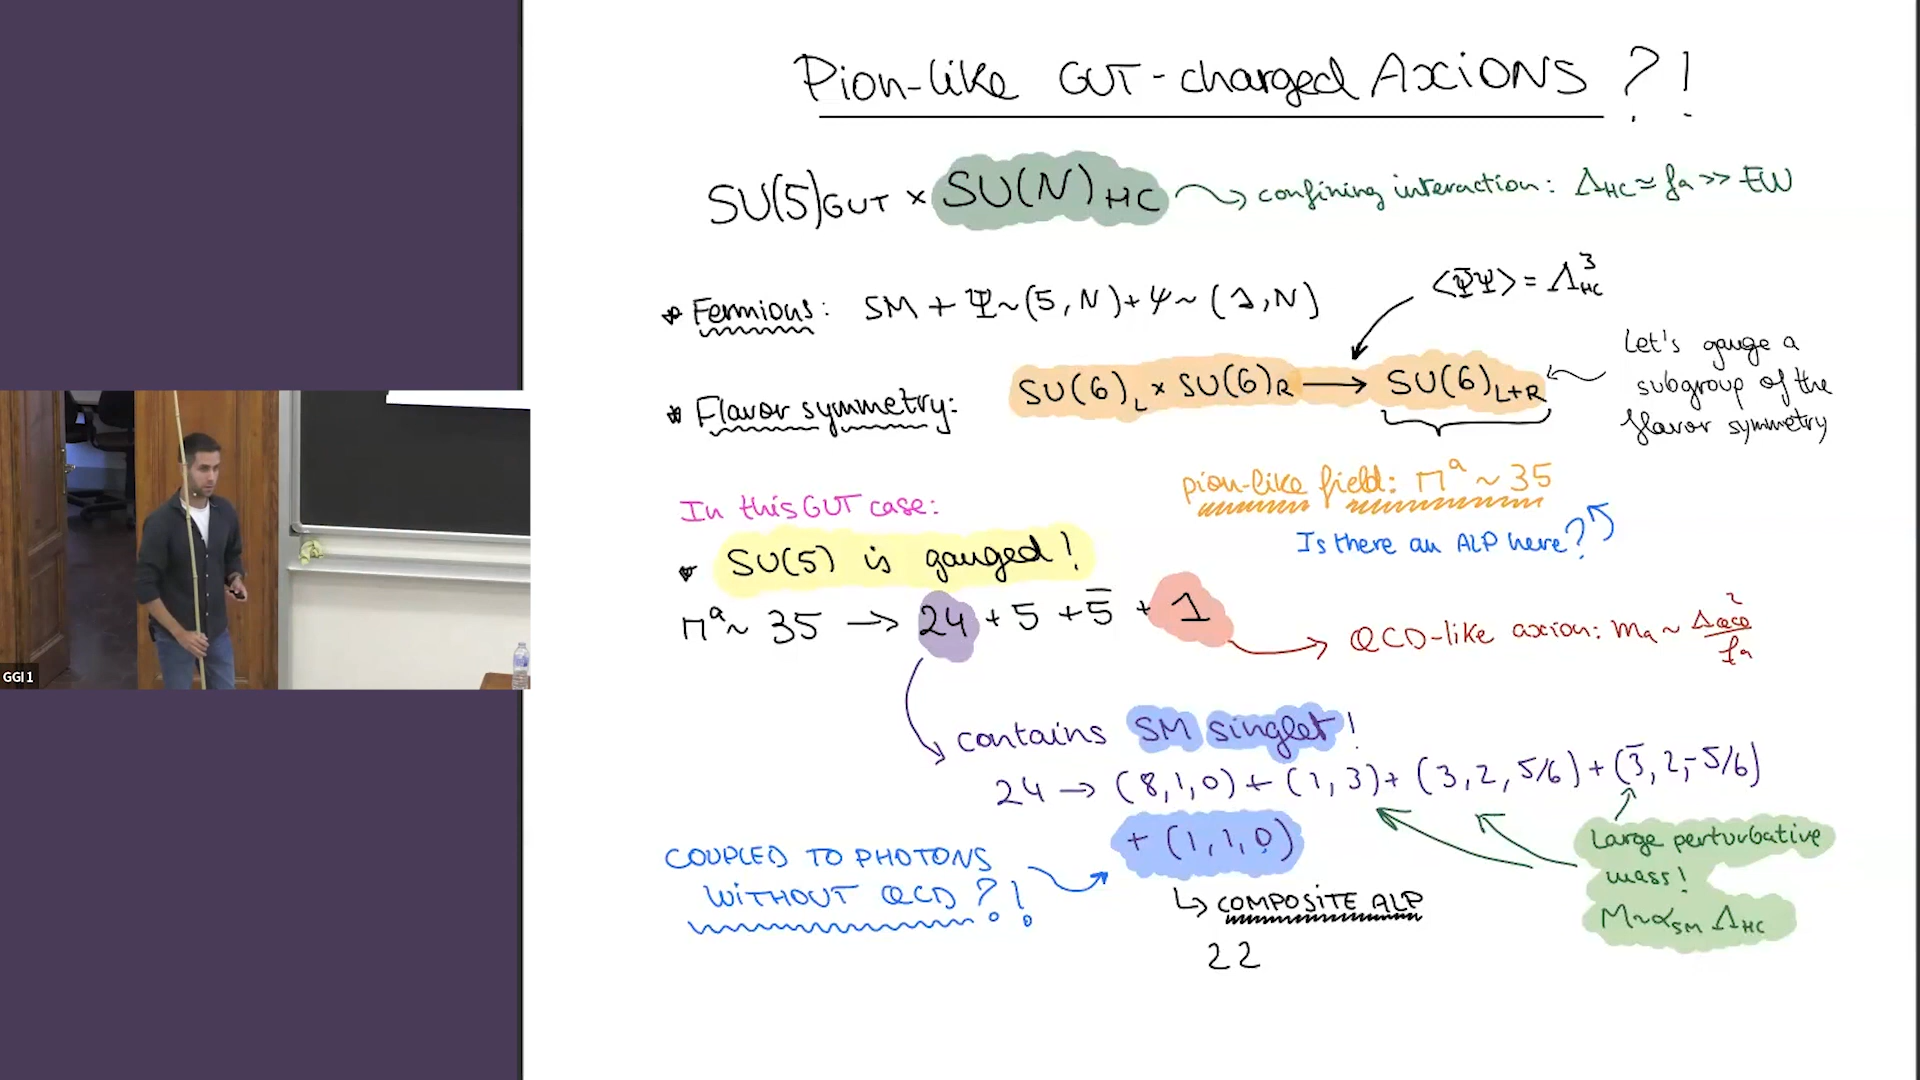 Pion-like GUT-charged AXIONS ?!
SU(5)GUT × SU(N)HC
confining interaction: ΛHC ≃ fa >> EW
Fermions: SM + Ψ ~ (5, N) + ψ ~ (1, N)
<Ψ̄Ψ> = Λ³HC
Flavor symmetry: SU(6)L × SU(6)R → SU(6)L+R
Let's gauge a
subgroup of the
flavor symmetry
pion-like field: πᵃ ~ 35
Is there an ALP here?
In this GUT case:
SU(5) is gauged!
πᵃ ~ 35 → 24 + 5 + 5̄ + 1
QCD-like axion: ma ~ Λ²QCD/fa
contains SM singlet!
24 → (8,1,0) + (1,3) + (3,2,5/6) + (3̄,2,-5/6)
+ (1,1,0)
COUPLED TO PHOTONS
WITHOUT QCD ?!
↳ COMPOSITE ALP
Large perturbative
mass!
M ~ αSM ΛHC
22
GGI 1